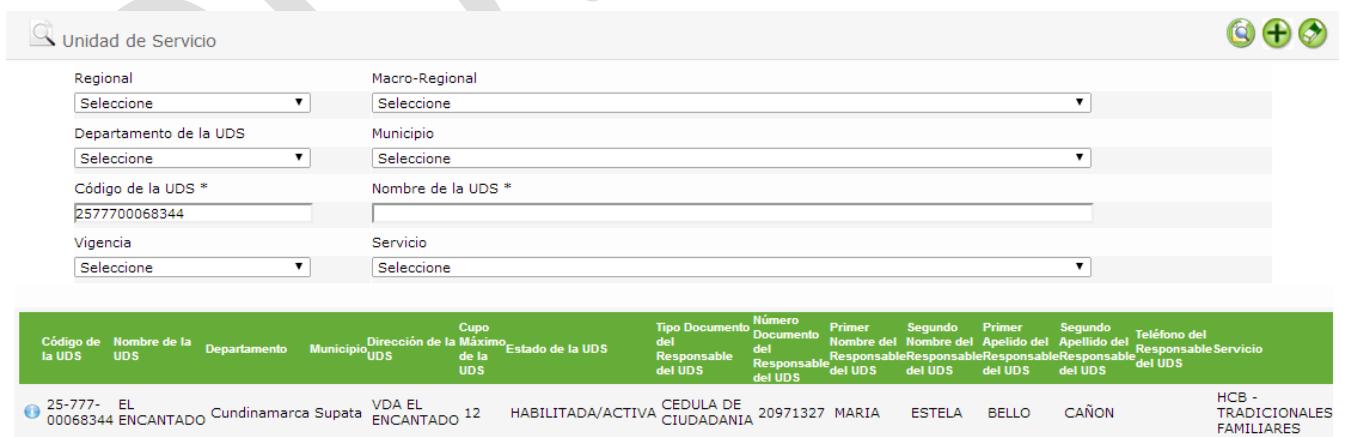 Unidad de Servicio
Regional Macro-Regional
Seleccione Seleccione
Departamento de la UDS Municipio
Seleccione Seleccione
Código de la UDS * Nombre de la UDS *
2577700068344
Vigencia Servicio
Seleccione Seleccione
Código de la UDS Nombre de la UDS Departamento Municipio Dirección de la UDS Cupo Máximo de la UDS Estado de la UDS Tipo Documento del Responsable del UDS Número Documento del Responsable del UDS Primer Nombre del Responsable del UDS Segundo Nombre del Responsable del UDS Primer Apelido del Responsable del UDS Segundo Apellido del Responsable del UDS Teléfono del Responsable del UDS Servicio
25-777-00068344 EL ENCANTADO Cundinamarca Supata VDA EL ENCANTADO 12 HABILITADA/ACTIVA CEDULA DE CIUDADANIA 20971327 MARIA ESTELA BELLO CAÑON HCB - TRADICIONALES FAMILIARES